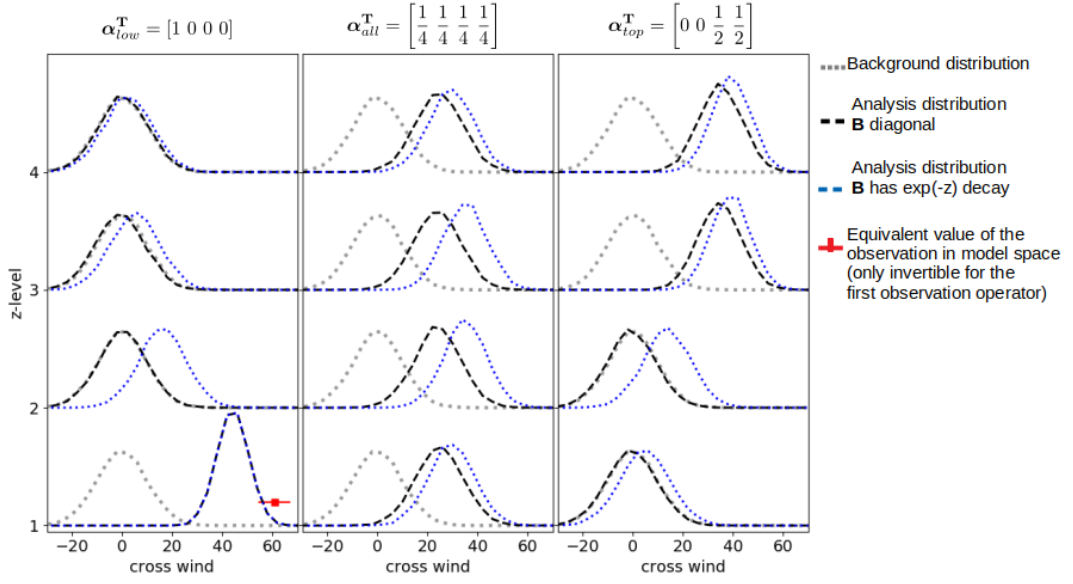 α^T_low = [1 0 0 0]
α^T_all = [1/4 1/4 1/4 1/4]
α^T_top = [0 0 1/2 1/2]
Background distribution
Analysis distribution
B diagonal
Analysis distribution
B has exp(-z) decay
Equivalent value of the
observation in model space
(only invertible for the
first observation operator)
z-level
4
3
2
1
−20 0 20 40 60
−20 0 20 40 60
−20 0 20 40 60
cross wind
cross wind
cross wind